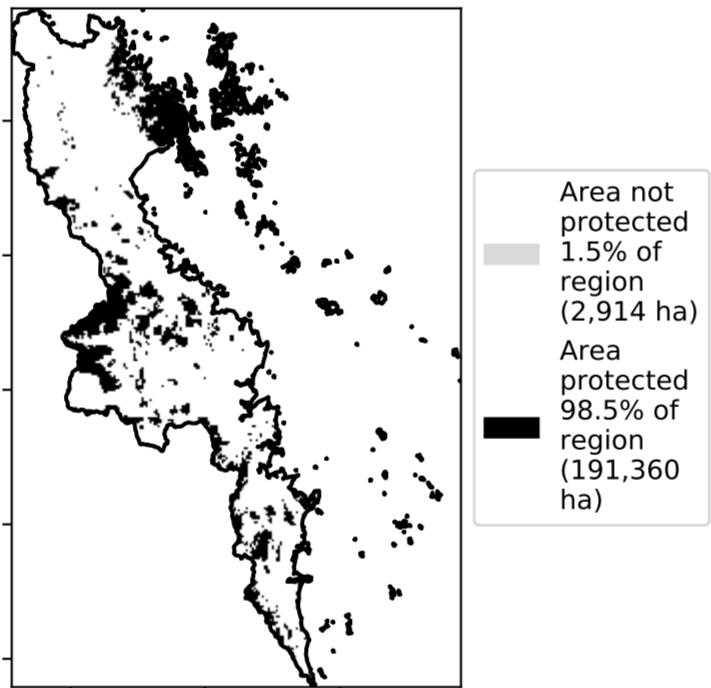 Area not
protected
1.5% of
region
(2,914 ha)
Area
protected
98.5% of
region
(191,360
ha)